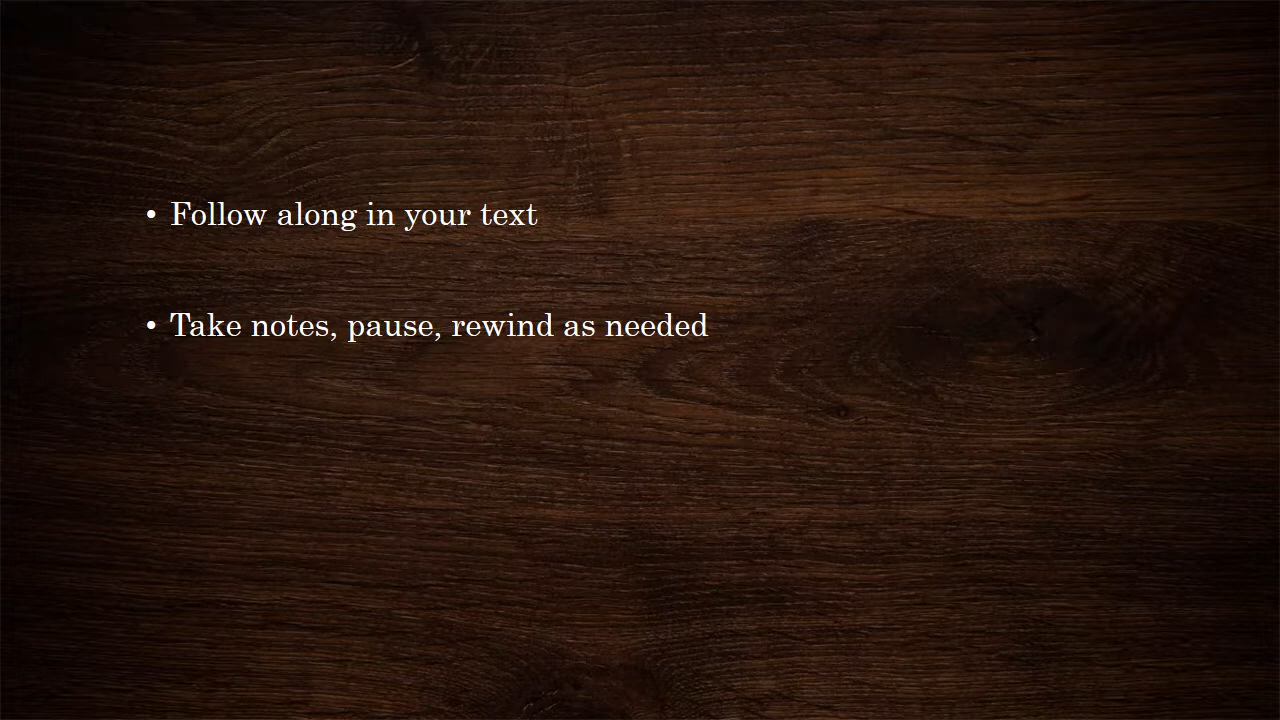 • Follow along in your text
• Take notes, pause, rewind as needed